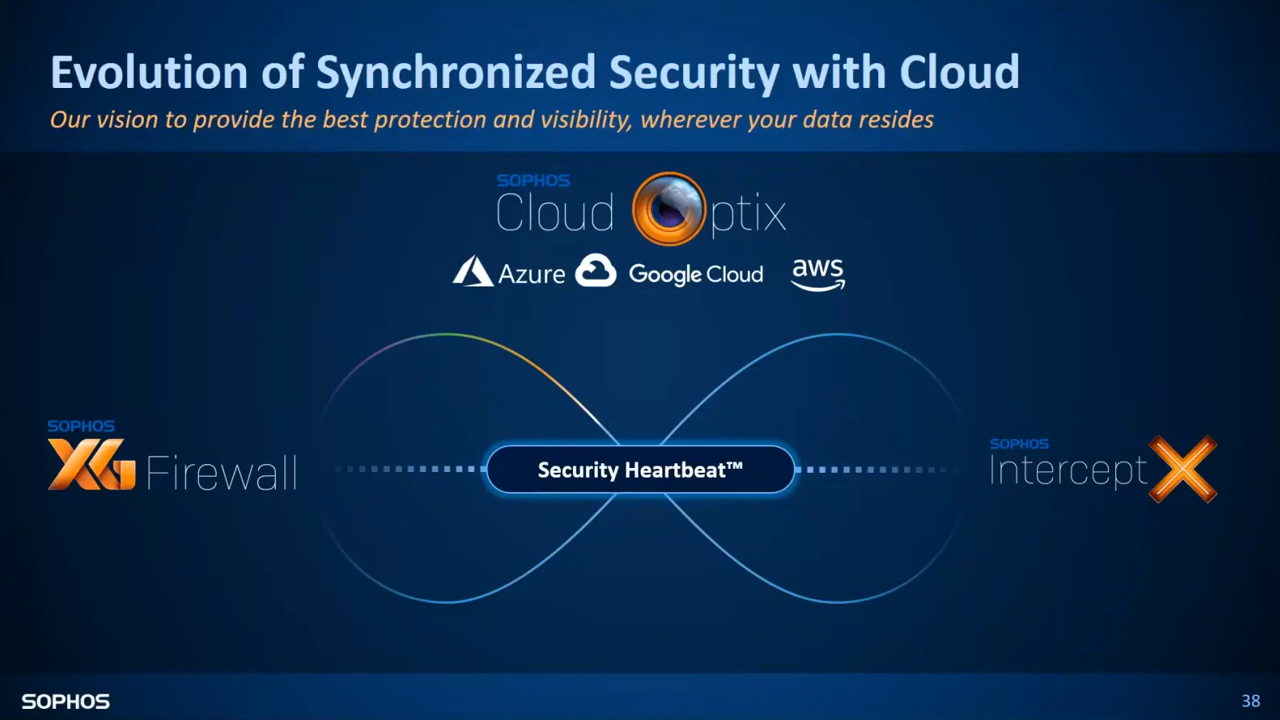 Evolution of Synchronized Security with Cloud
Our vision to provide the best protection and visibility, wherever your data resides
SOPHOS
Cloud Optix
Azure Google Cloud aws
SOPHOS
XG Firewall
Security Heartbeat™
SOPHOS
Intercept X
SOPHOS
38